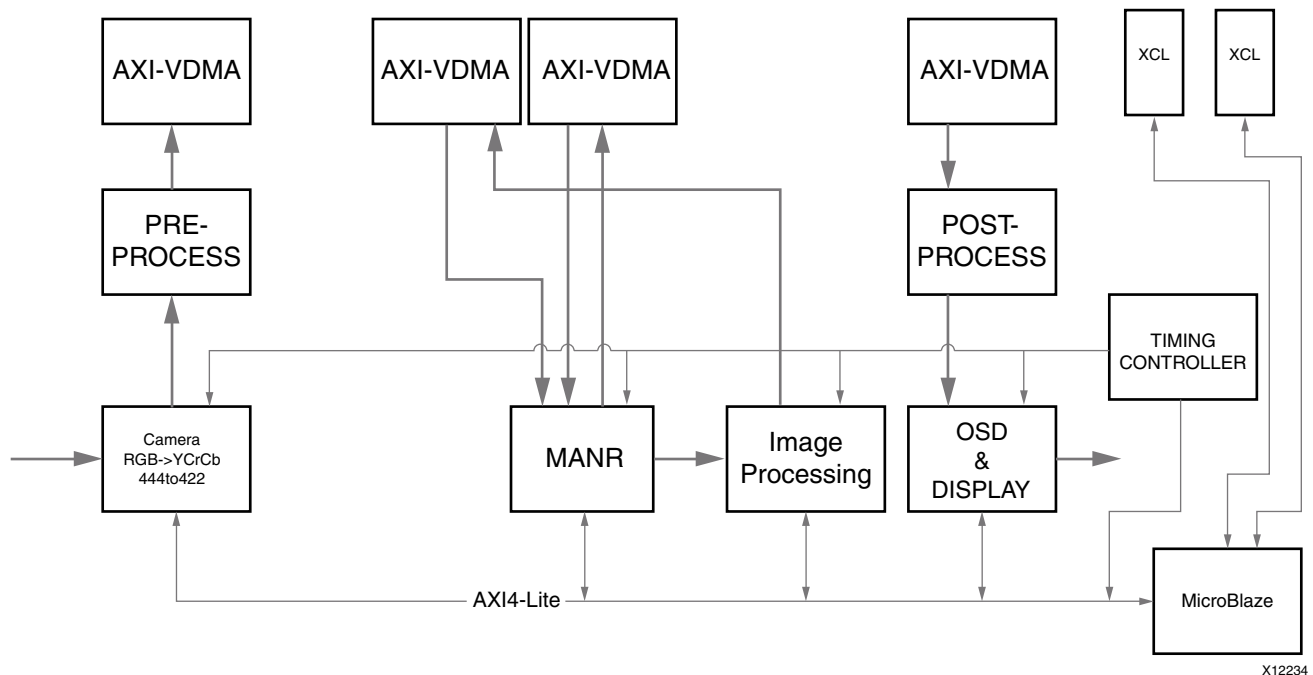 AXI-VDMA
AXI-VDMA
AXI-VDMA
AXI-VDMA
XCL
XCL
PRE-
PROCESS
POST-
PROCESS
TIMING
CONTROLLER
Camera
RGB->YCrCb
444to422
MANR
Image
Processing
OSD
&
DISPLAY
AXI4-Lite
MicroBlaze
X12234